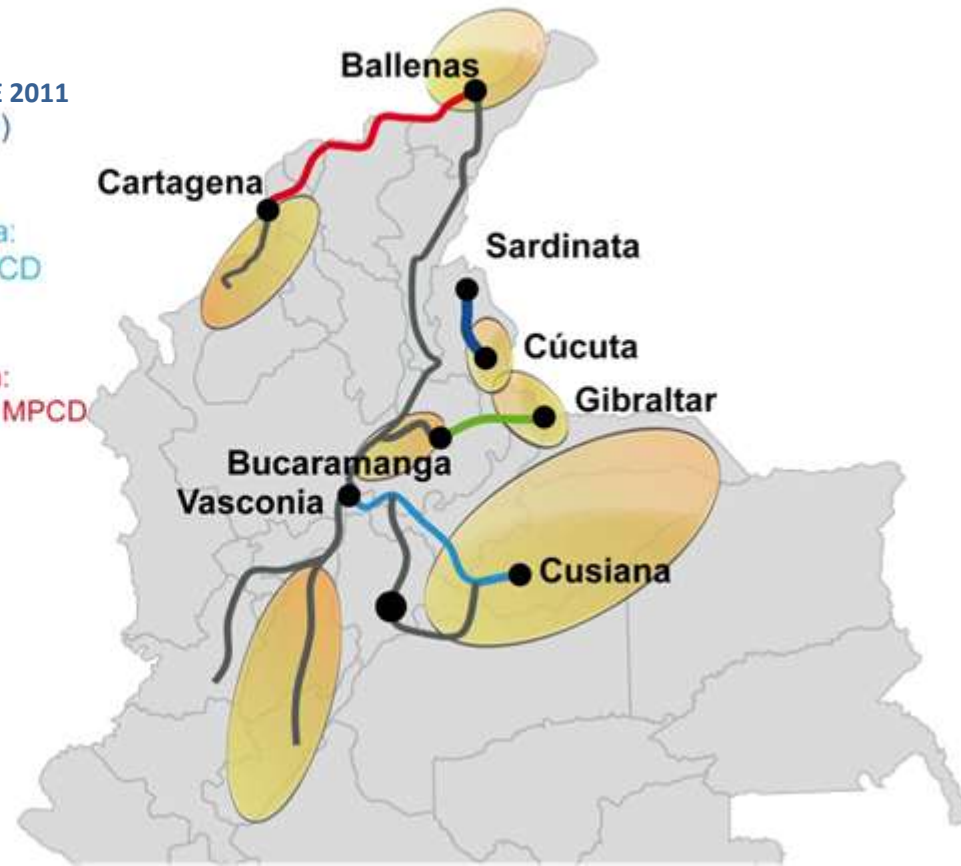 E 2011
)
a:
CD
:
MPCD
Ballenas
Cartagena
Sardinata
Cúcuta
Gibraltar
Bucaramanga
Vasconia
Cusiana